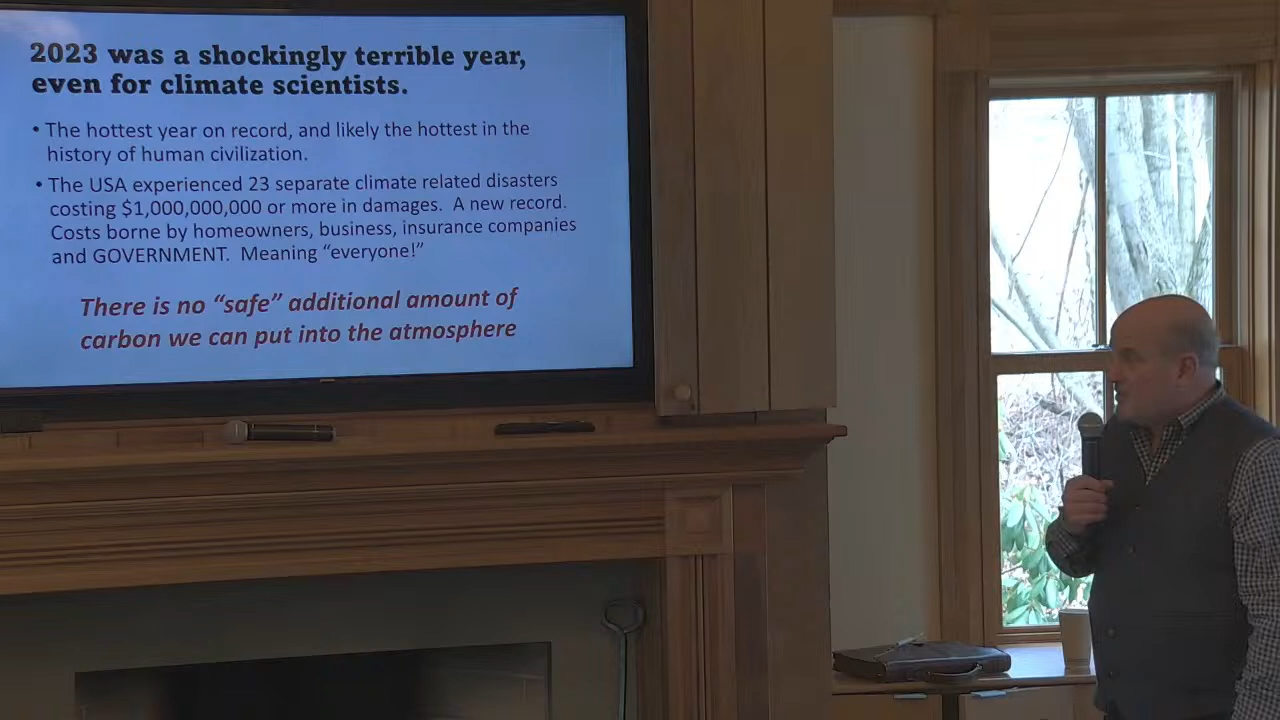 2023 was a shockingly terrible year,
even for climate scientists.
• The hottest year on record, and likely the hottest in the
history of human civilization.
• The USA experienced 23 separate climate related disasters
costing $1,000,000,000 or more in damages.  A new record.
Costs borne by homeowners, business, insurance companies
and GOVERNMENT.  Meaning “everyone!”
There is no “safe” additional amount of
carbon we can put into the atmosphere